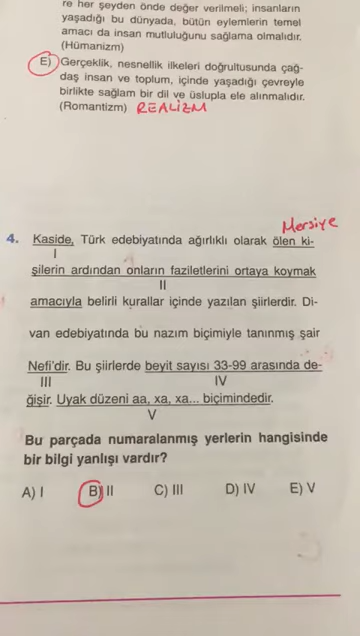 re her şeyden önde değer verilmeli; insanların
yaşadığı bu dünyada, bütün eylemlerin temel
amacı da insan mutluluğunu sağlama olmalıdır.
(Hümanizm)
E) Gerçeklik, nesnellik ilkeleri doğrultusunda çağ-
daş insan ve toplum, içinde yaşadığı çevreyle
birlikte sağlam bir dil ve üslupla ele alınmalıdır.
(Romantizm) REALİZM
Mersiye
4. Kaside, Türk edebiyatında ağırlıklı olarak ölen ki-
I
şilerin ardından onların faziletlerini ortaya koymak
II
amacıyla belirli kurallar içinde yazılan şiirlerdir. Di-
van edebiyatında bu nazım biçimiyle tanınmış şair
Nefi'dir. Bu şiirlerde beyit sayısı 33-99 arasında de-
III IV
ğişir. Uyak düzeni aa, xa, xa... biçimindedir.
V
Bu parçada numaralanmış yerlerin hangisinde
bir bilgi yanlışı vardır?
A) I B) II C) III D) IV E) V